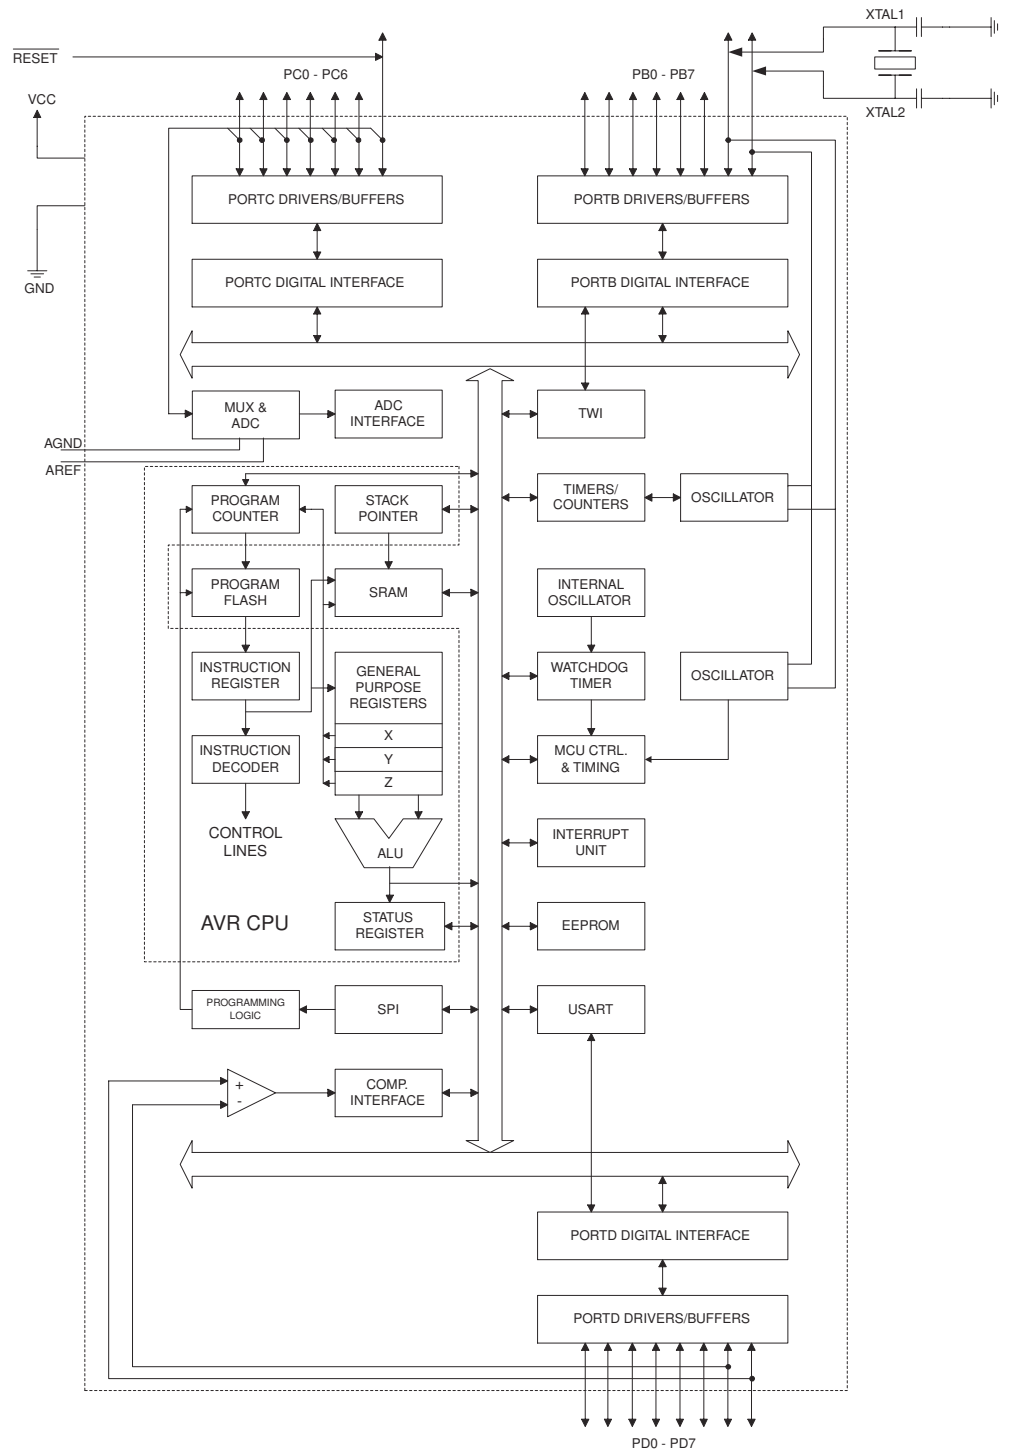 XTAL1
RESET
PC0 - PC6
PB0 - PB7
VCC
XTAL2
PORTC DRIVERS/BUFFERS
PORTB DRIVERS/BUFFERS
PORTC DIGITAL INTERFACE
PORTB DIGITAL INTERFACE
GND
MUX &
ADC
ADC
INTERFACE
TWI
AGND
AREF
PROGRAM
COUNTER
STACK
POINTER
TIMERS/
COUNTERS
OSCILLATOR
PROGRAM
FLASH
SRAM
INTERNAL
OSCILLATOR
INSTRUCTION
REGISTER
GENERAL
PURPOSE
REGISTERS
WATCHDOG
TIMER
OSCILLATOR
X
INSTRUCTION
DECODER
Y
MCU CTRL.
& TIMING
Z
CONTROL
LINES
ALU
INTERRUPT
UNIT
AVR CPU
STATUS
REGISTER
EEPROM
PROGRAMMING
LOGIC
SPI
USART
+
-
COMP.
INTERFACE
PORTD DIGITAL INTERFACE
PORTD DRIVERS/BUFFERS
PD0 - PD7